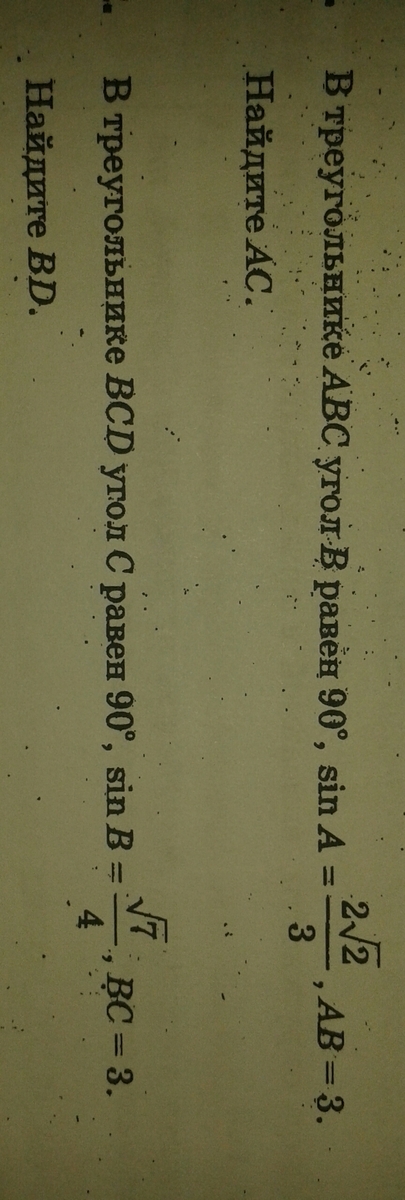 В треугольнике ABC угол B равен 90°, sin A = 2√2/3, AB = 3.
Найдите AC.
В треугольнике BCD угол C равен 90°, sin B = √7/4, BC = 3.
Найдите BD.